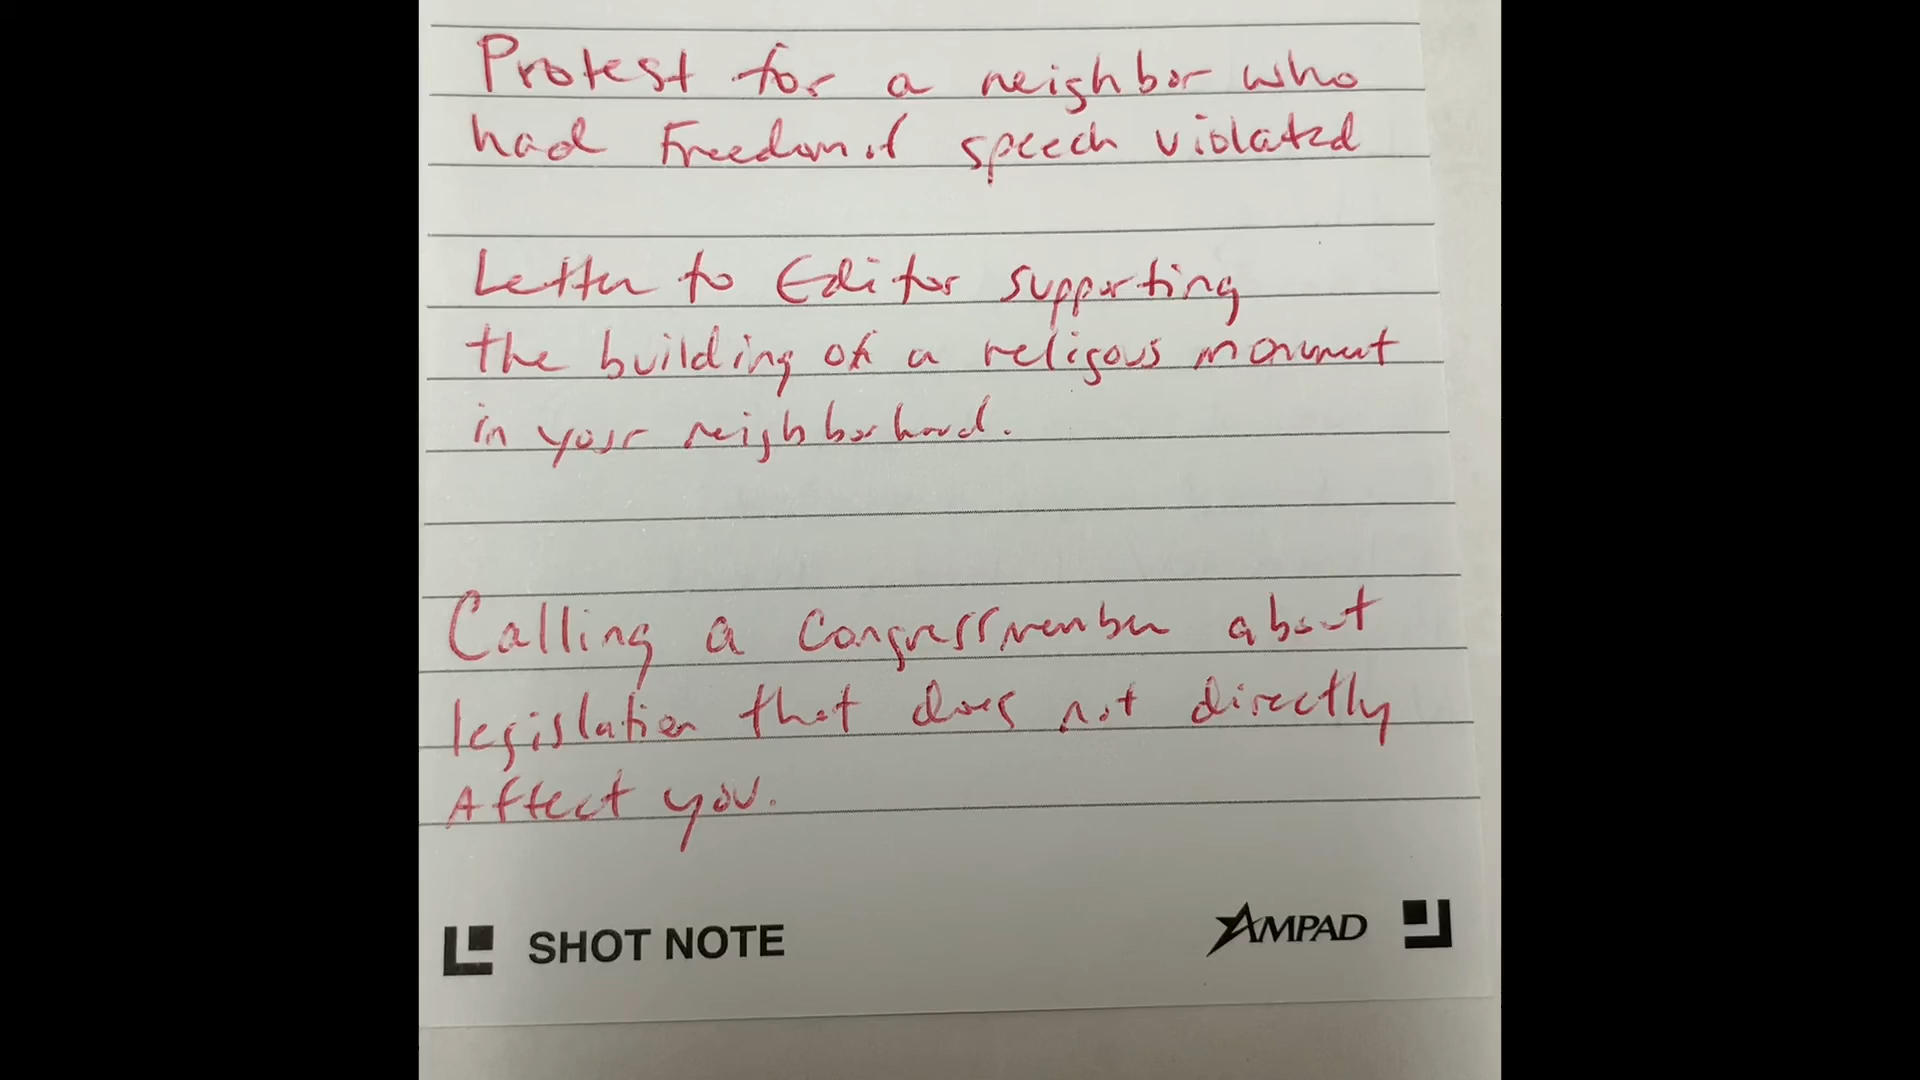 Protest for a neighbor who
had Freedom of speech violated
Letter to Editor supporting
the building of a religous monument
in your neighborhood.
Calling a Congressmember about
legislation that does not directly
Affect you.
SHOT NOTE
AMPAD